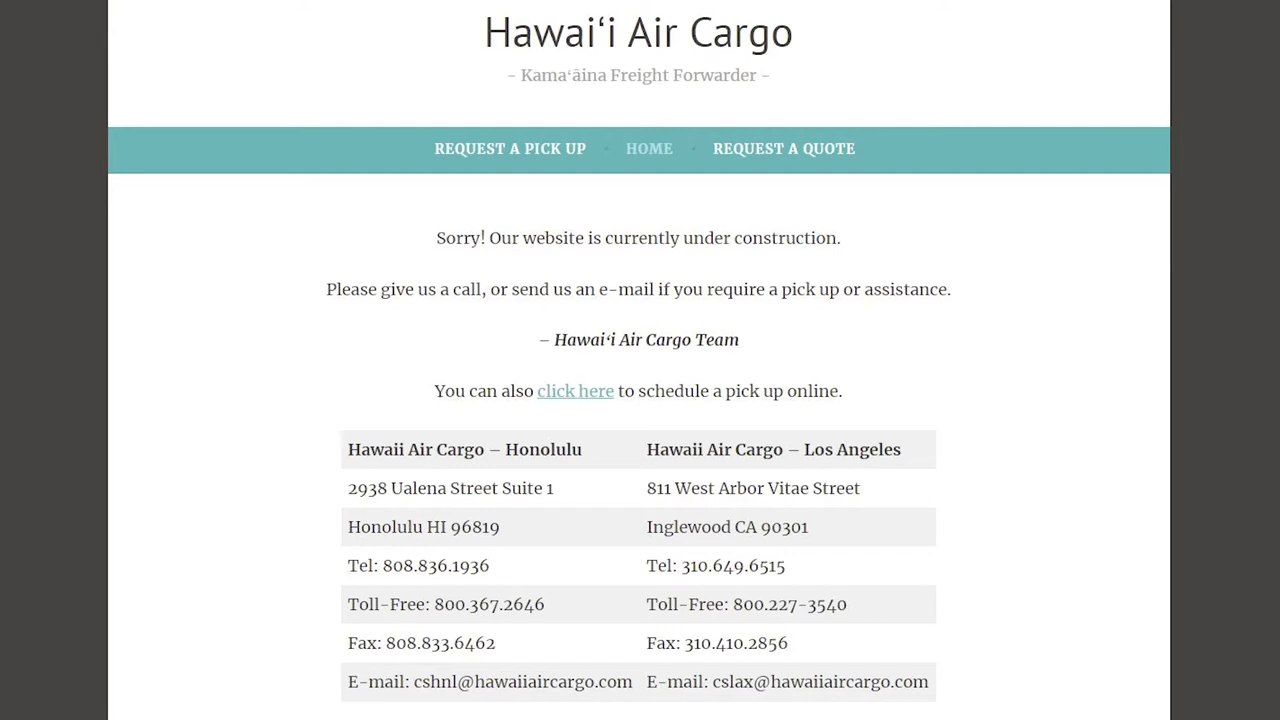 Hawaiʻi Air Cargo
- Kamaʻāina Freight Forwarder -
REQUEST A PICK UP · HOME · REQUEST A QUOTE
Sorry! Our website is currently under construction.
Please give us a call, or send us an e-mail if you require a pick up or assistance.
– Hawaiʻi Air Cargo Team
You can also click here to schedule a pick up online.
Hawaii Air Cargo – Honolulu Hawaii Air Cargo – Los Angeles
2938 Ualena Street Suite 1 811 West Arbor Vitae Street
Honolulu HI 96819 Inglewood CA 90301
Tel: 808.836.1936 Tel: 310.649.6515
Toll-Free: 800.367.2646 Toll-Free: 800.227-3540
Fax: 808.833.6462 Fax: 310.410.2856
E-mail: cshnl@hawaiiaircargo.com E-mail: cslax@hawaiiaircargo.com